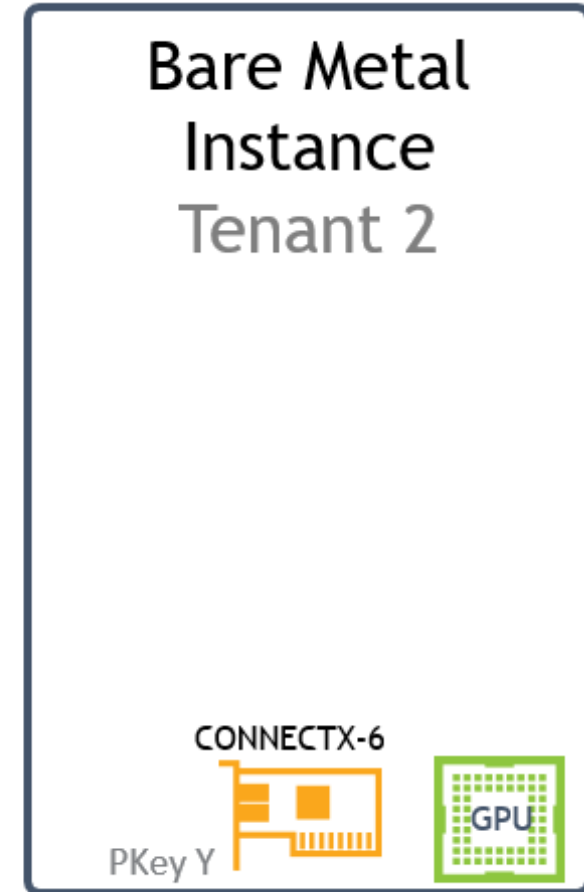 Bare Metal
Instance
Tenant 2
CONNECTX-6
GPU
PKey Y